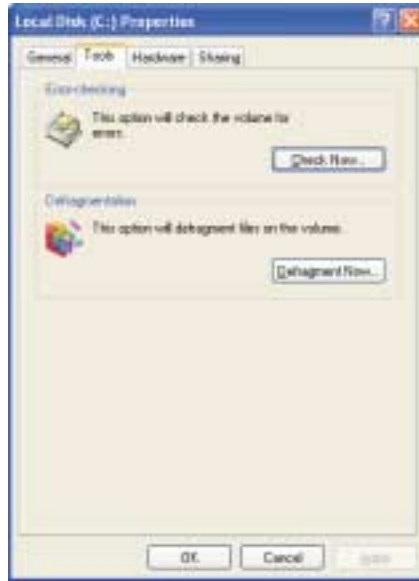 Local Disk (C:) Properties
General Tools Hardware Sharing
Error-checking
This option will check the volume for
errors.
Check Now...
Defragmentation
This option will defragment files on the volume.
Defragment Now...
OK Cancel Apply